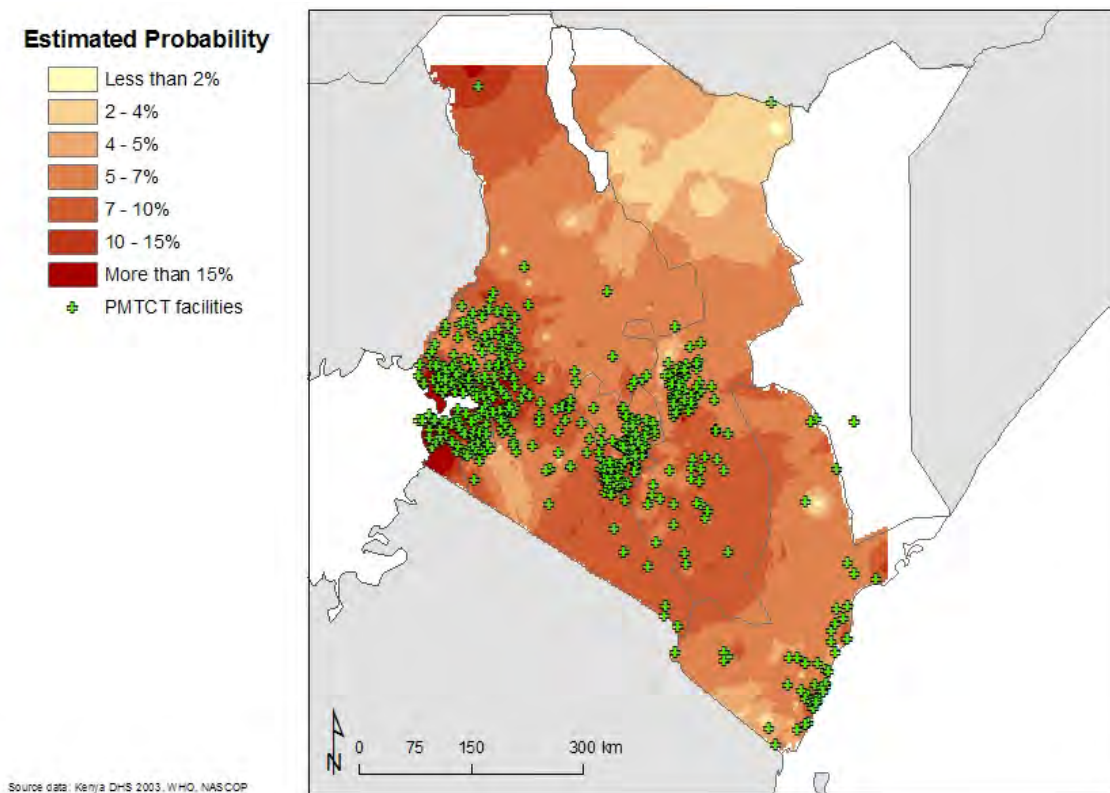 Estimated Probability
Less than 2%
2 - 4%
4 - 5%
5 - 7%
7 - 10%
10 - 15%
More than 15%
PMTCT facilities
N
0 75 150 300 km
Source data: Kenya DHS 2003, WHO, NASCOP